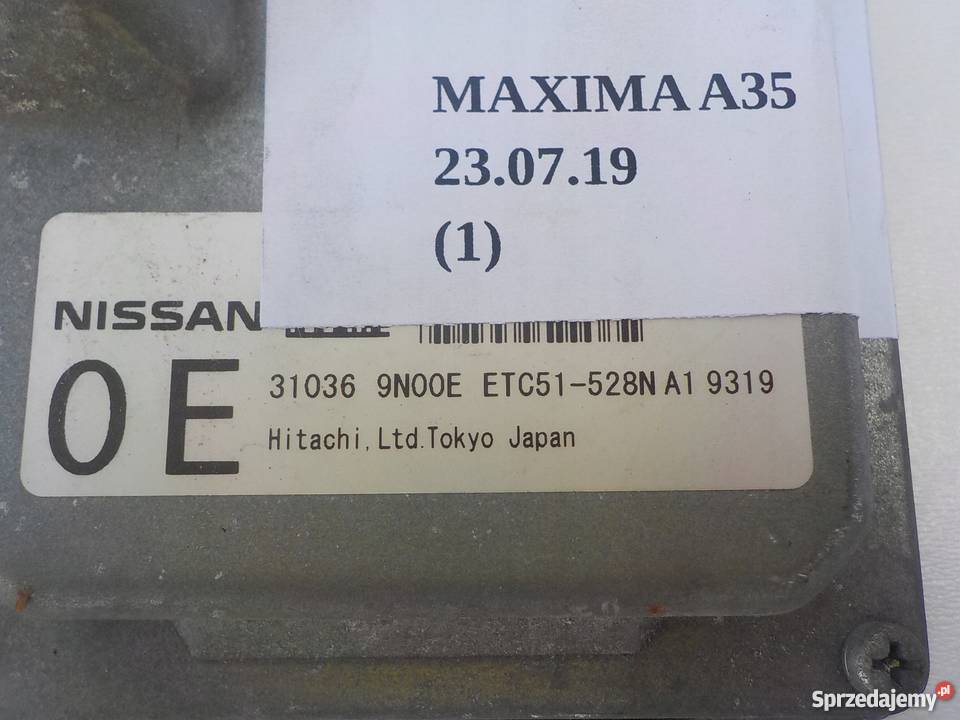 MAXIMA A35
23.07.19
(1)
NISSAN
0E
31036 9N00E ETC51-528N A1 9319
Hitachi,Ltd.Tokyo Japan
Sprzedajemy.pl